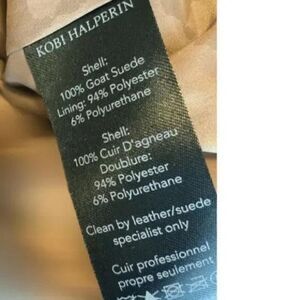 KOBI HALPERIN
Shell:
100% Goat Suede
Lining: 94% Polyester
6% Polyurethane
Shell:
100% Cuir D'agneau
Doublure:
94% Polyester
6% Polyurethane
Clean by leather/suede
specialist only
Cuir professionnel
propre seulement